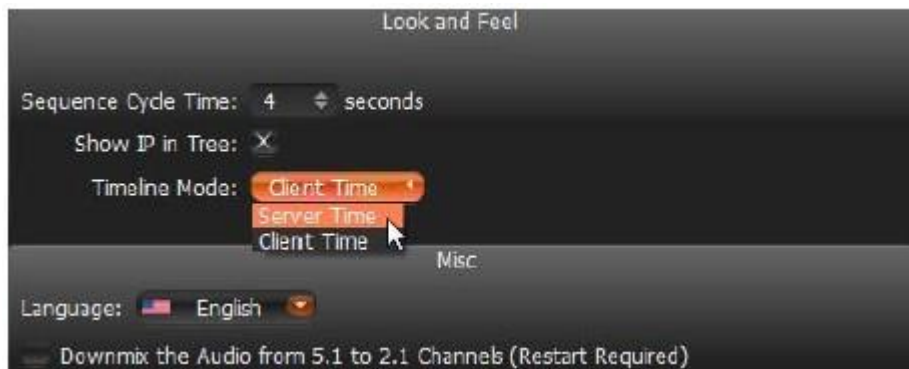 Look and Feel
Sequence Cycle Time: 4 seconds
Show IP in Tree:
Timeline Mode: Client Time
Server Time
Client Time
Misc
Language: English
Downmix the Audio from 5.1 to 2.1 Channels (Restart Required)